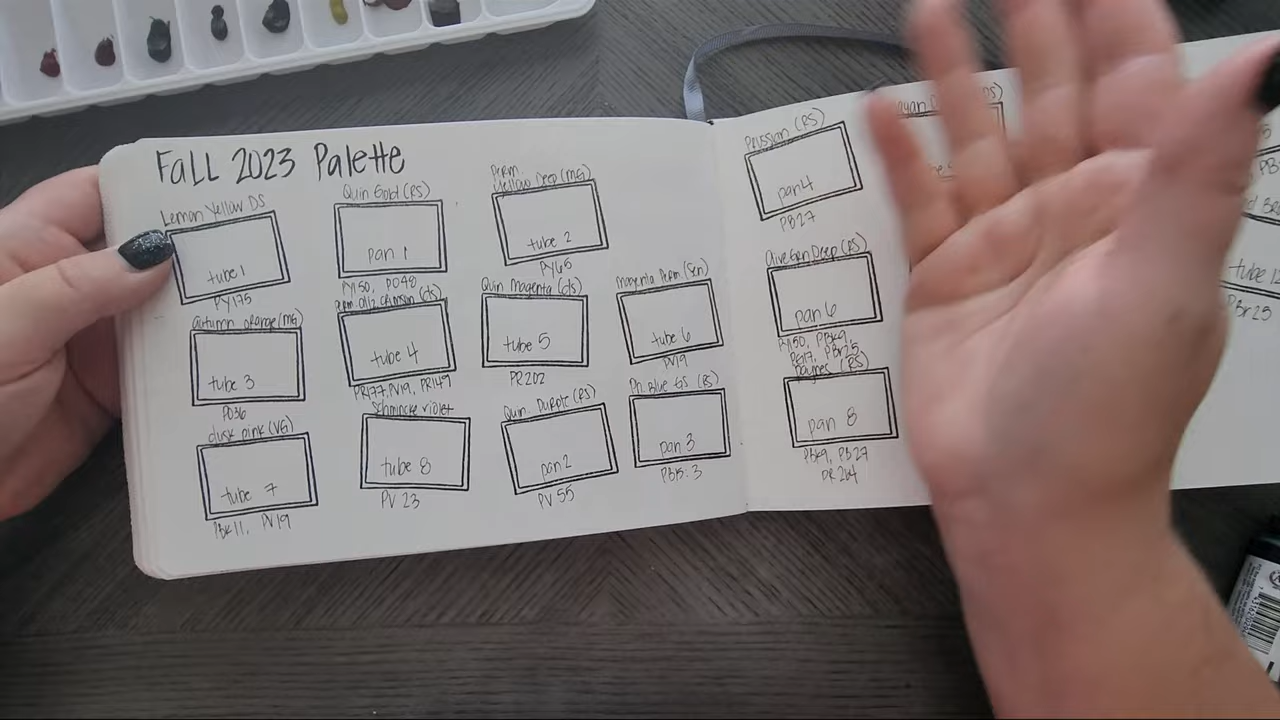 Fall 2023 Palette
Lemon Yellow DS
tube 1
PY175
Quin Gold (RS)
pan 1
PY150, PO48
Perm.
Yellow Deep (MG)
tube 2
PY65
autumn orange (MG)
tube 3
PO36
perm aliz crimson (ds)
tube 4
PR177, PV19, PR149
Quin Magenta (ds)
tube 5
PR202
Magenta Perm (Sen)
tube 6
PV19
dusk pink (VG)
tube 7
PBk11, PV19
Schmincke violet
tube 8
PV 23
Quin. Purple (RS)
pan 2
PV 55
Ph. Blue GS (RS)
pan 3
PB15:3
Prussian (RS)
pan 4
PB27
Olive Grn Deep (RS)
pan 6
PY150, PBk9,
PG17, PBr25
paynes (RS)
pan 8
PBk9, PB27
PR264
tube 12
PBr25